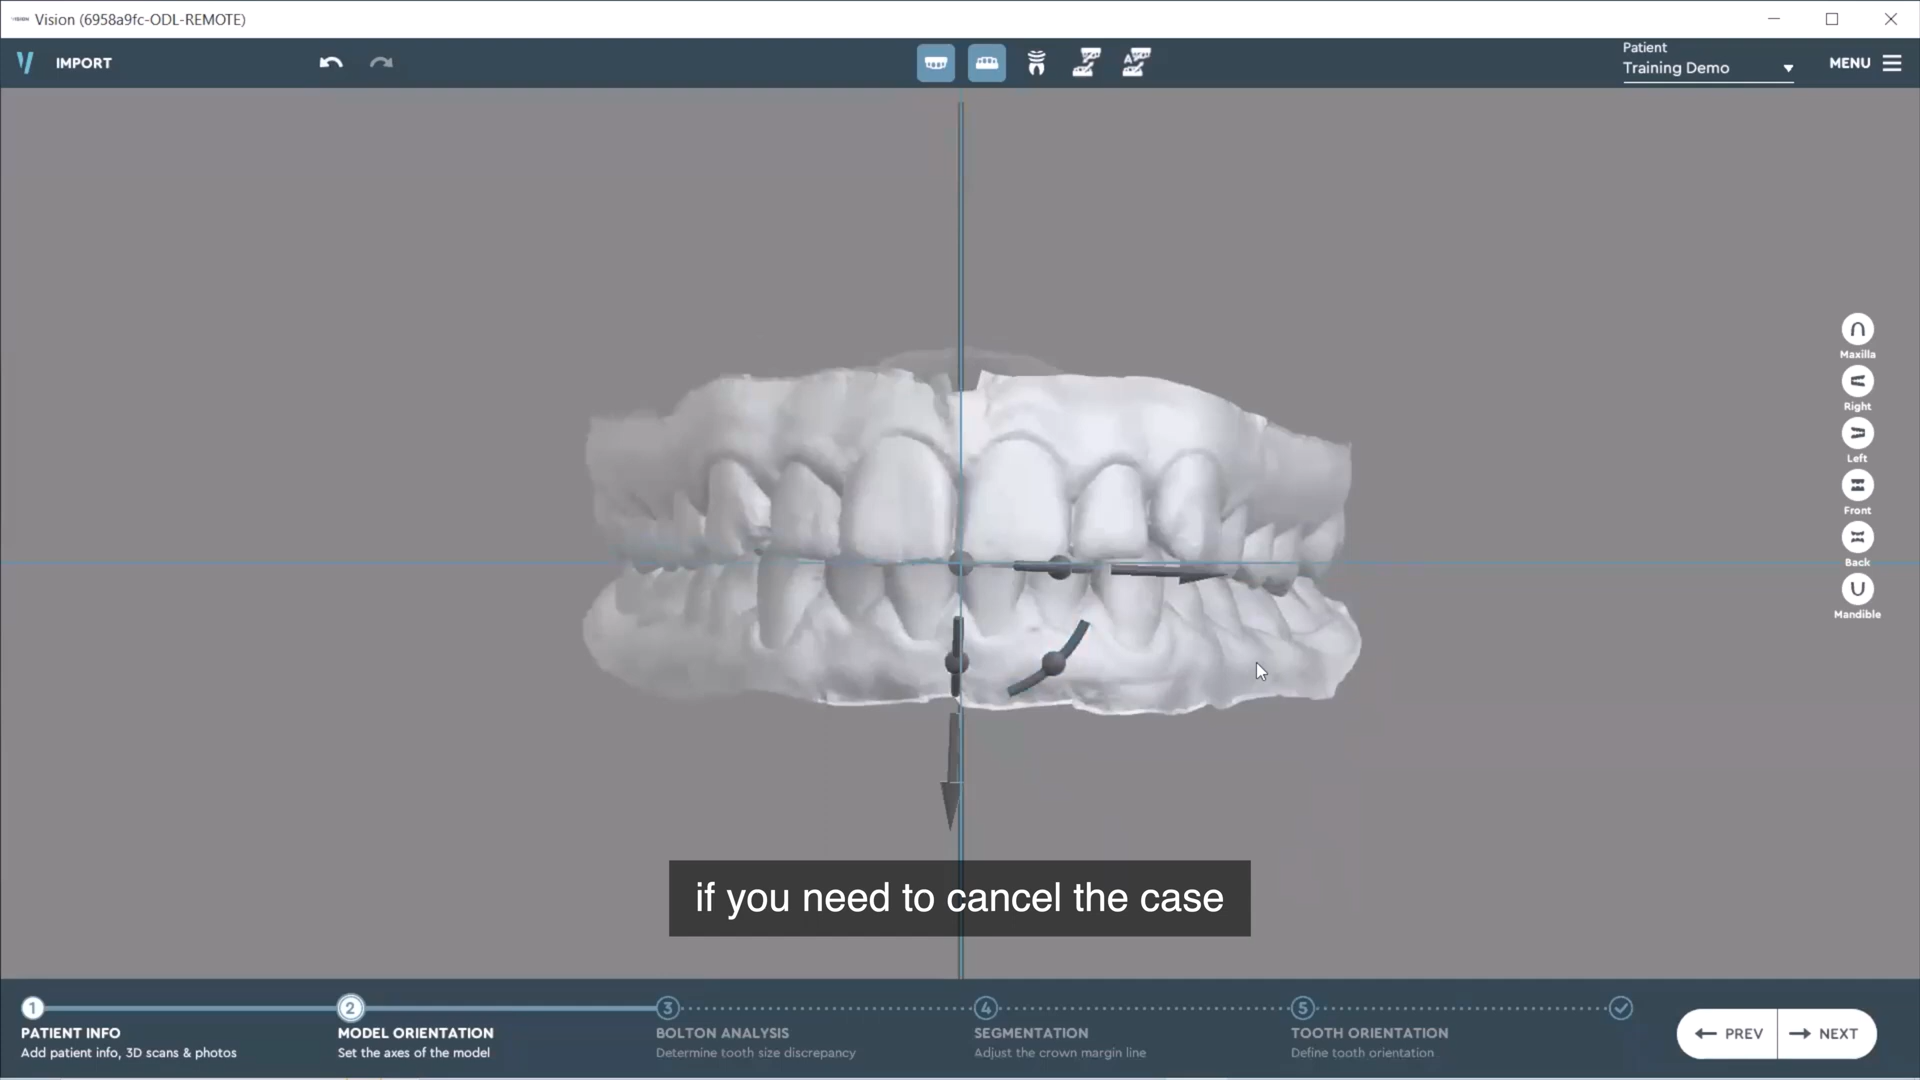 Vision (6958a9fc-ODL-REMOTE)
IMPORT
Patient
Training Demo
MENU
Maxilla
Right
Left
Front
Back
Mandible
if you need to cancel the case
1
PATIENT INFO
Add patient info, 3D scans & photos
2
MODEL ORIENTATION
Set the axes of the model
3
BOLTON ANALYSIS
Determine tooth size discrepancy
4
SEGMENTATION
Adjust the crown margin line
5
TOOTH ORIENTATION
Define tooth orientation
PREV
NEXT